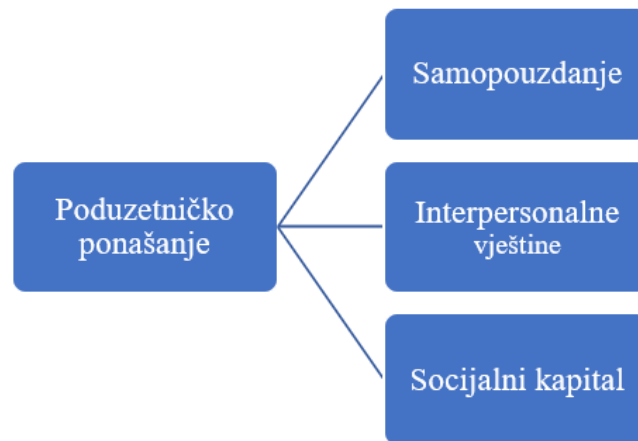 Samopouzdanje
Poduzetničko
ponašanje
Interpersonalne
vještine
Socijalni kapital